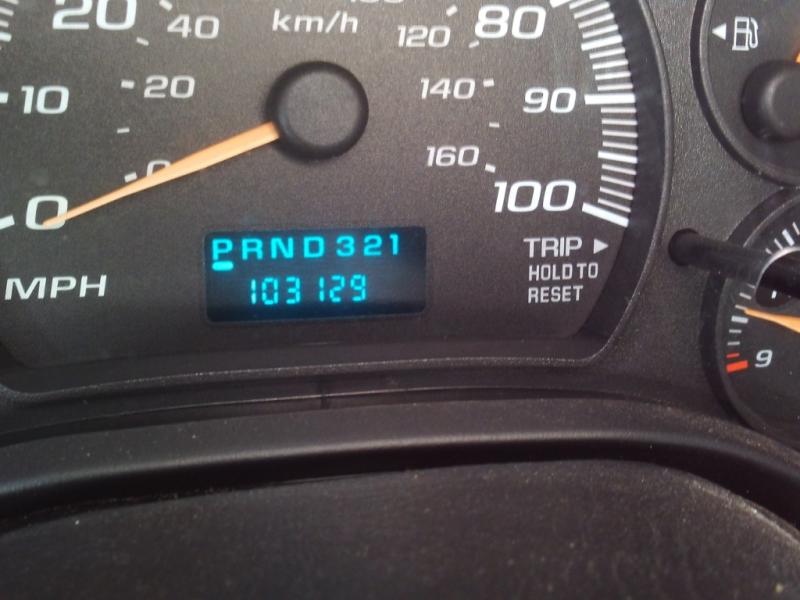 20 40 km/h 120 80
10 20 140 90
0 0 160 100
PRND321
103129
MPH
TRIP ▶
HOLD TO
RESET
9